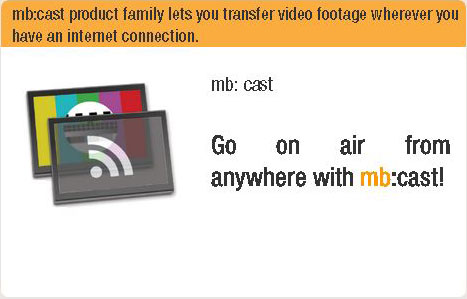 mb:cast product family lets you transfer video footage wherever you
have an internet connection.
mb: cast
Go on air from
anywhere with mb:cast!